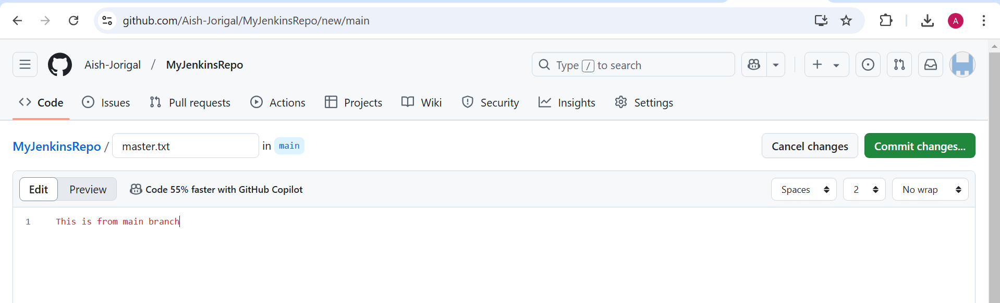 github.com/Aish-Jorigal/MyJenkinsRepo/new/main
A
Aish-Jorigal / MyJenkinsRepo
Type / to search
Code Issues Pull requests Actions Projects Wiki Security Insights Settings
MyJenkinsRepo / master.txt in main
Cancel changes Commit changes...
Edit Preview Code 55% faster with GitHub Copilot
Spaces 2 No wrap
1 This is from main branch